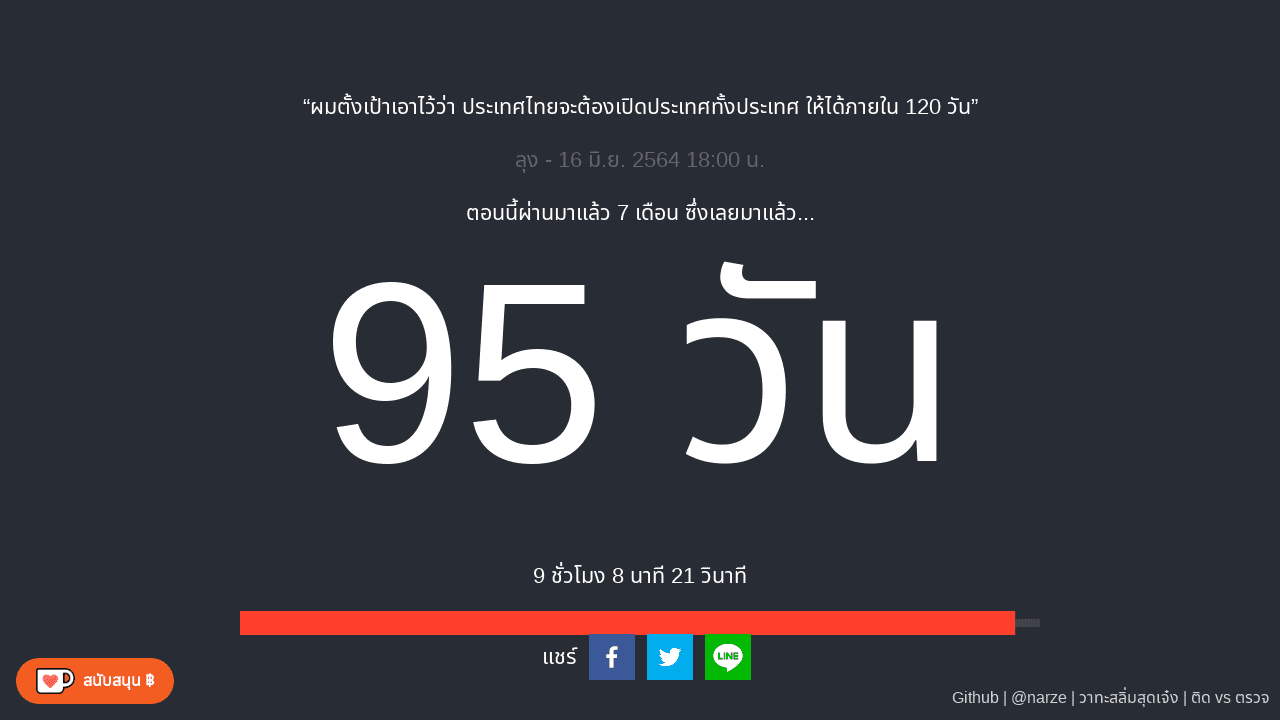 “ผมตั้งเป้าเอาไว้ว่า ประเทศไทยจะต้องเปิดประเทศทั้งประเทศ ให้ได้ภายใน 120 วัน”
ลุง - 16 มิ.ย. 2564 18:00 น.
ตอนนี้ผ่านมาแล้ว 7 เดือน ซึ่งเลยมาแล้ว...
95 วัน
9 ชั่วโมง 8 นาที 21 วินาที
แชร์
LINE
สนับสนุน ฿
Github | @narze | วาทะสลิ่มสุดเจ๋ง | ติด vs ตรวจ